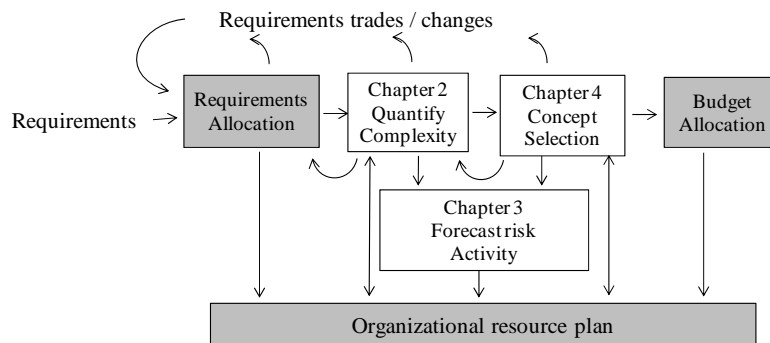 Requirements trades / changes
Requirements
Requirements
Allocation
Chapter 2
Quantify
Complexity
Chapter 4
Concept
Selection
Budget
Allocation
Chapter 3
Forecast risk
Activity
Organizational resource plan